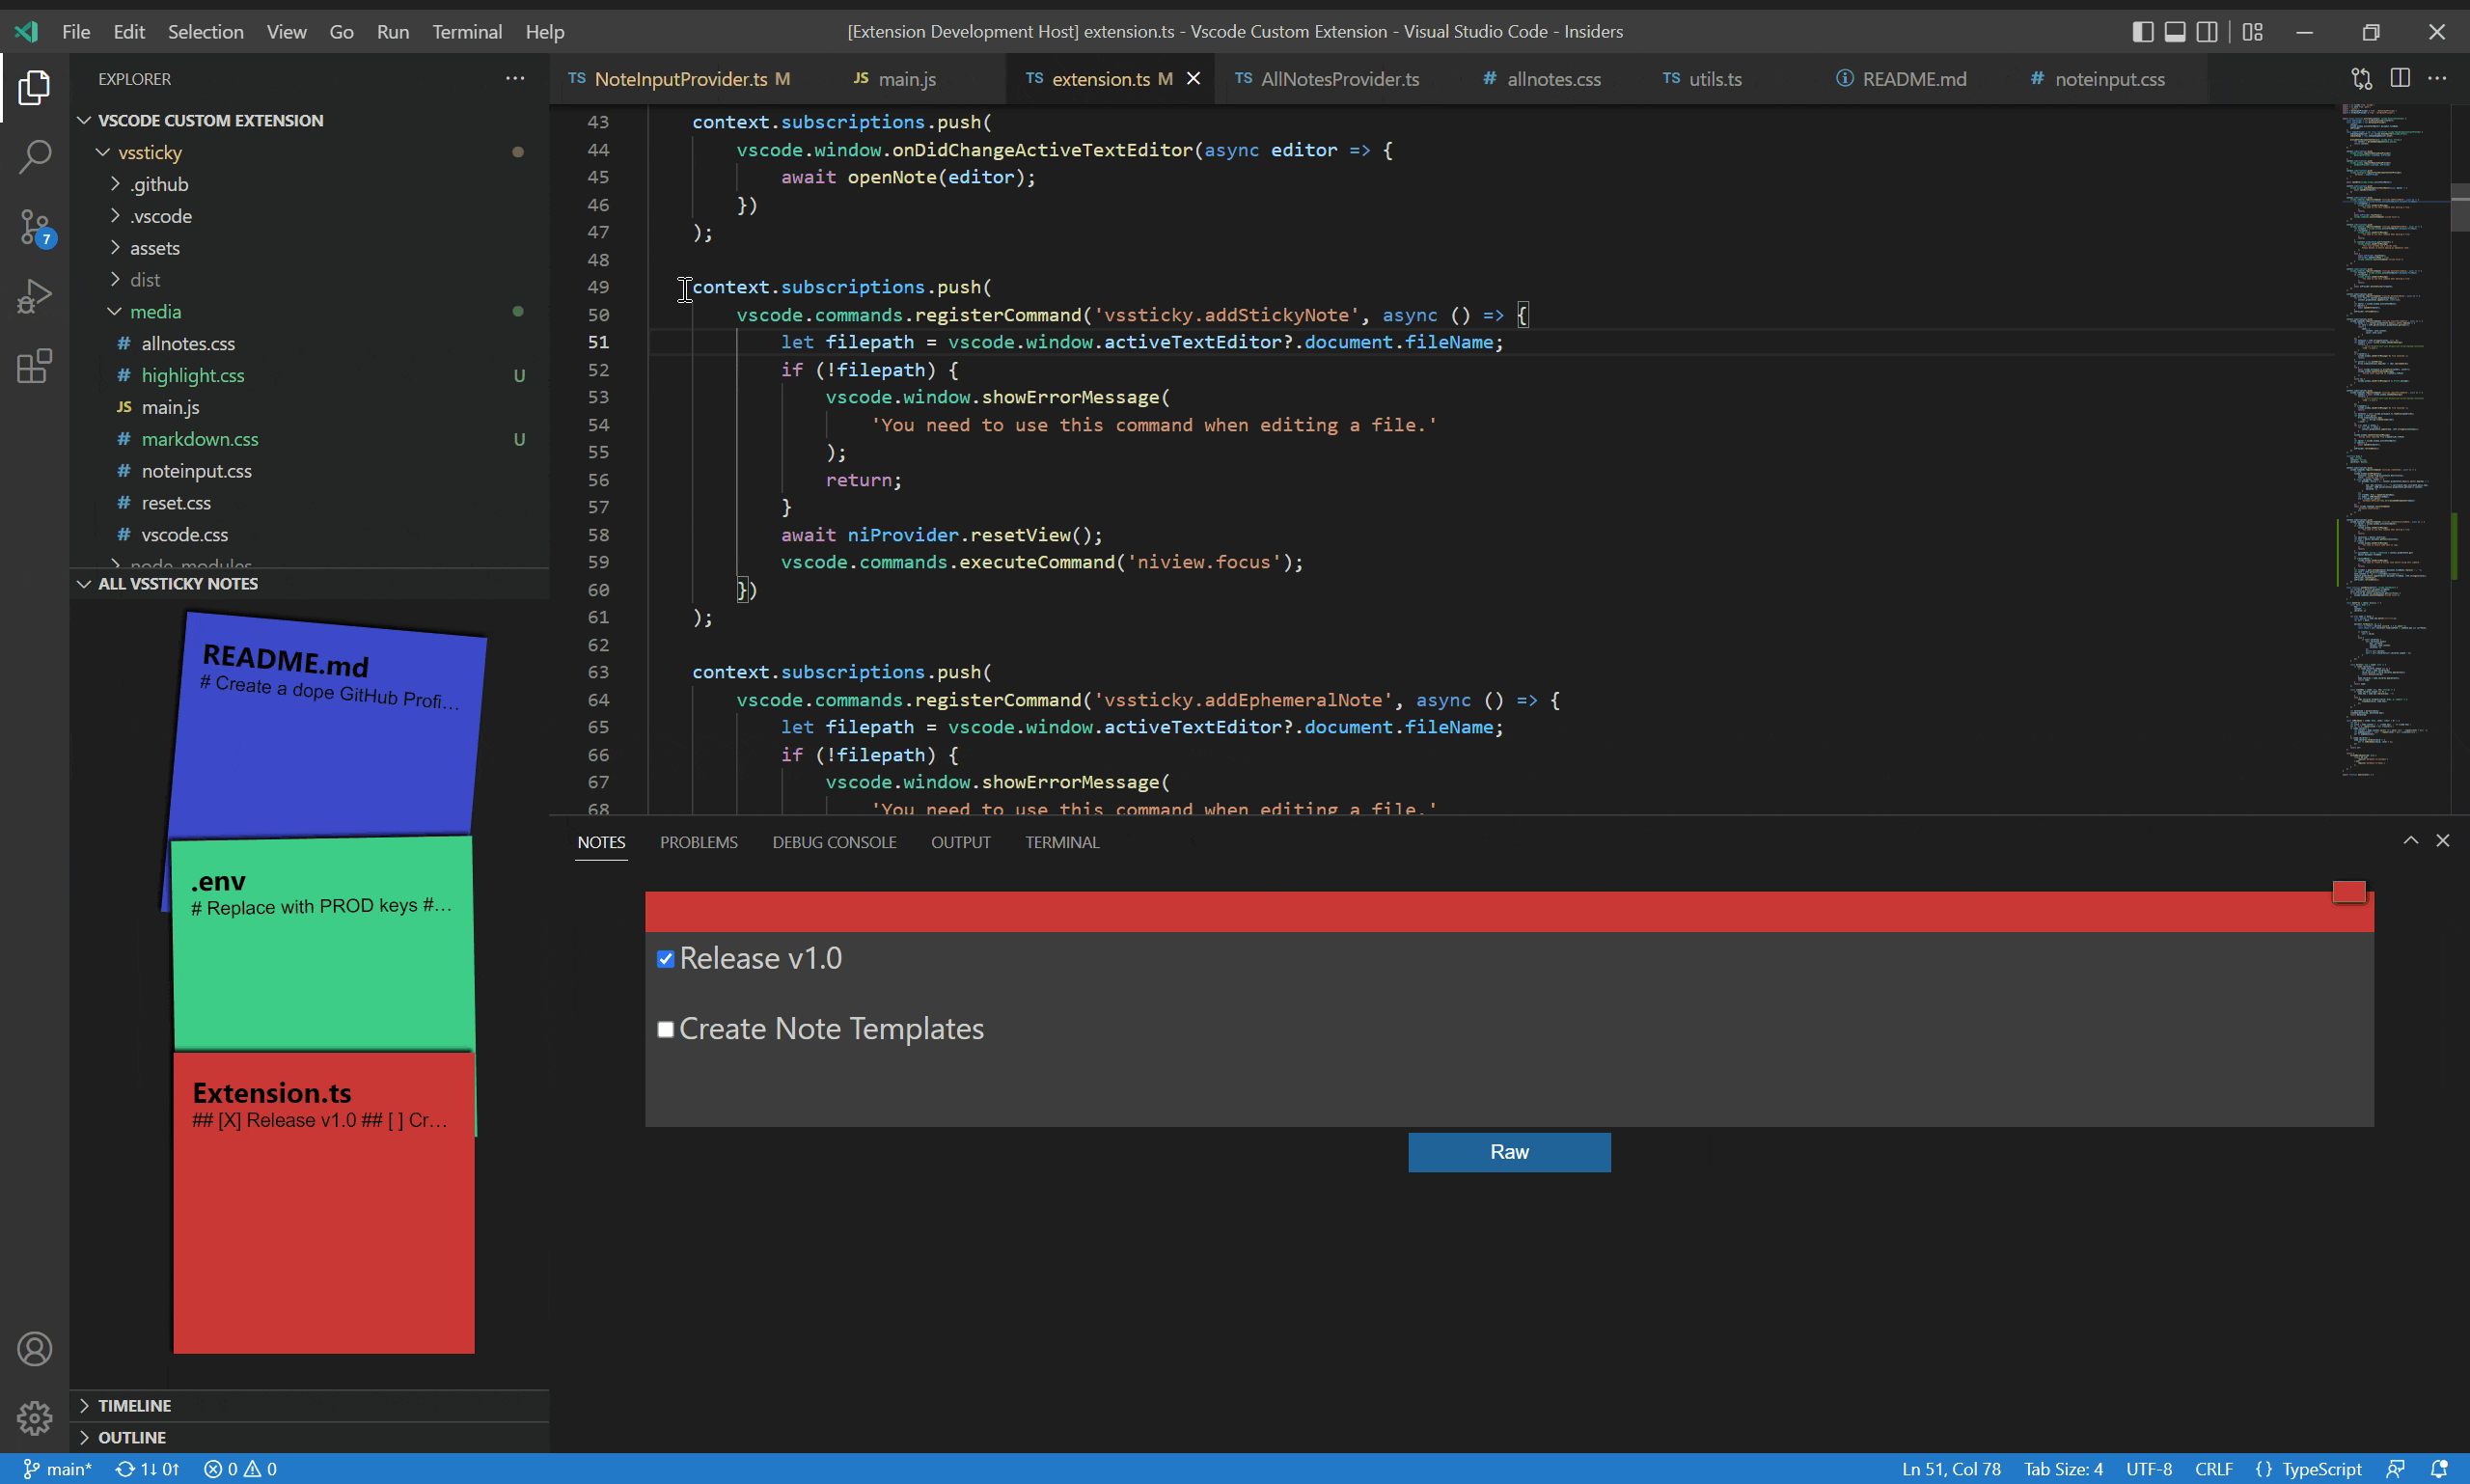 File Edit Selection View Go Run Terminal Help
[Extension Development Host] extension.ts - Vscode Custom Extension - Visual Studio Code - Insiders
EXPLORER
VSCODE CUSTOM EXTENSION
vssticky
.github
.vscode
assets
dist
media
# allnotes.css
# highlight.css U
JS main.js
# markdown.css U
# noteinput.css
# reset.css
# vscode.css
node_modules
7
ALL VSSTICKY NOTES
README.md
# Create a dope GitHub Profi...
.env
# Replace with PROD keys #...
Extension.ts
## [X] Release v1.0 ## [ ] Cr...
TIMELINE
OUTLINE
TS NoteInputProvider.ts M JS main.js TS extension.ts M TS AllNotesProvider.ts # allnotes.css TS utils.ts README.md # noteinput.css
43 context.subscriptions.push(
44 vscode.window.onDidChangeActiveTextEditor(async editor => {
45 await openNote(editor);
46 })
47 );
48
49 context.subscriptions.push(
50 vscode.commands.registerCommand('vssticky.addStickyNote', async () => {
51 let filepath = vscode.window.activeTextEditor?.document.fileName;
52 if (!filepath) {
53 vscode.window.showErrorMessage(
54 'You need to use this command when editing a file.'
55 );
56 return;
57 }
58 await niProvider.resetView();
59 vscode.commands.executeCommand('niview.focus');
60 })
61 );
62
63 context.subscriptions.push(
64 vscode.commands.registerCommand('vssticky.addEphemeralNote', async () => {
65 let filepath = vscode.window.activeTextEditor?.document.fileName;
66 if (!filepath) {
67 vscode.window.showErrorMessage(
68 'You need to use this command when editing a file.'
NOTES PROBLEMS DEBUG CONSOLE OUTPUT TERMINAL
Release v1.0
Create Note Templates
Raw
main* 1↓ 0↑ 0 0 Ln 51, Col 78 Tab Size: 4 UTF-8 CRLF {} TypeScript